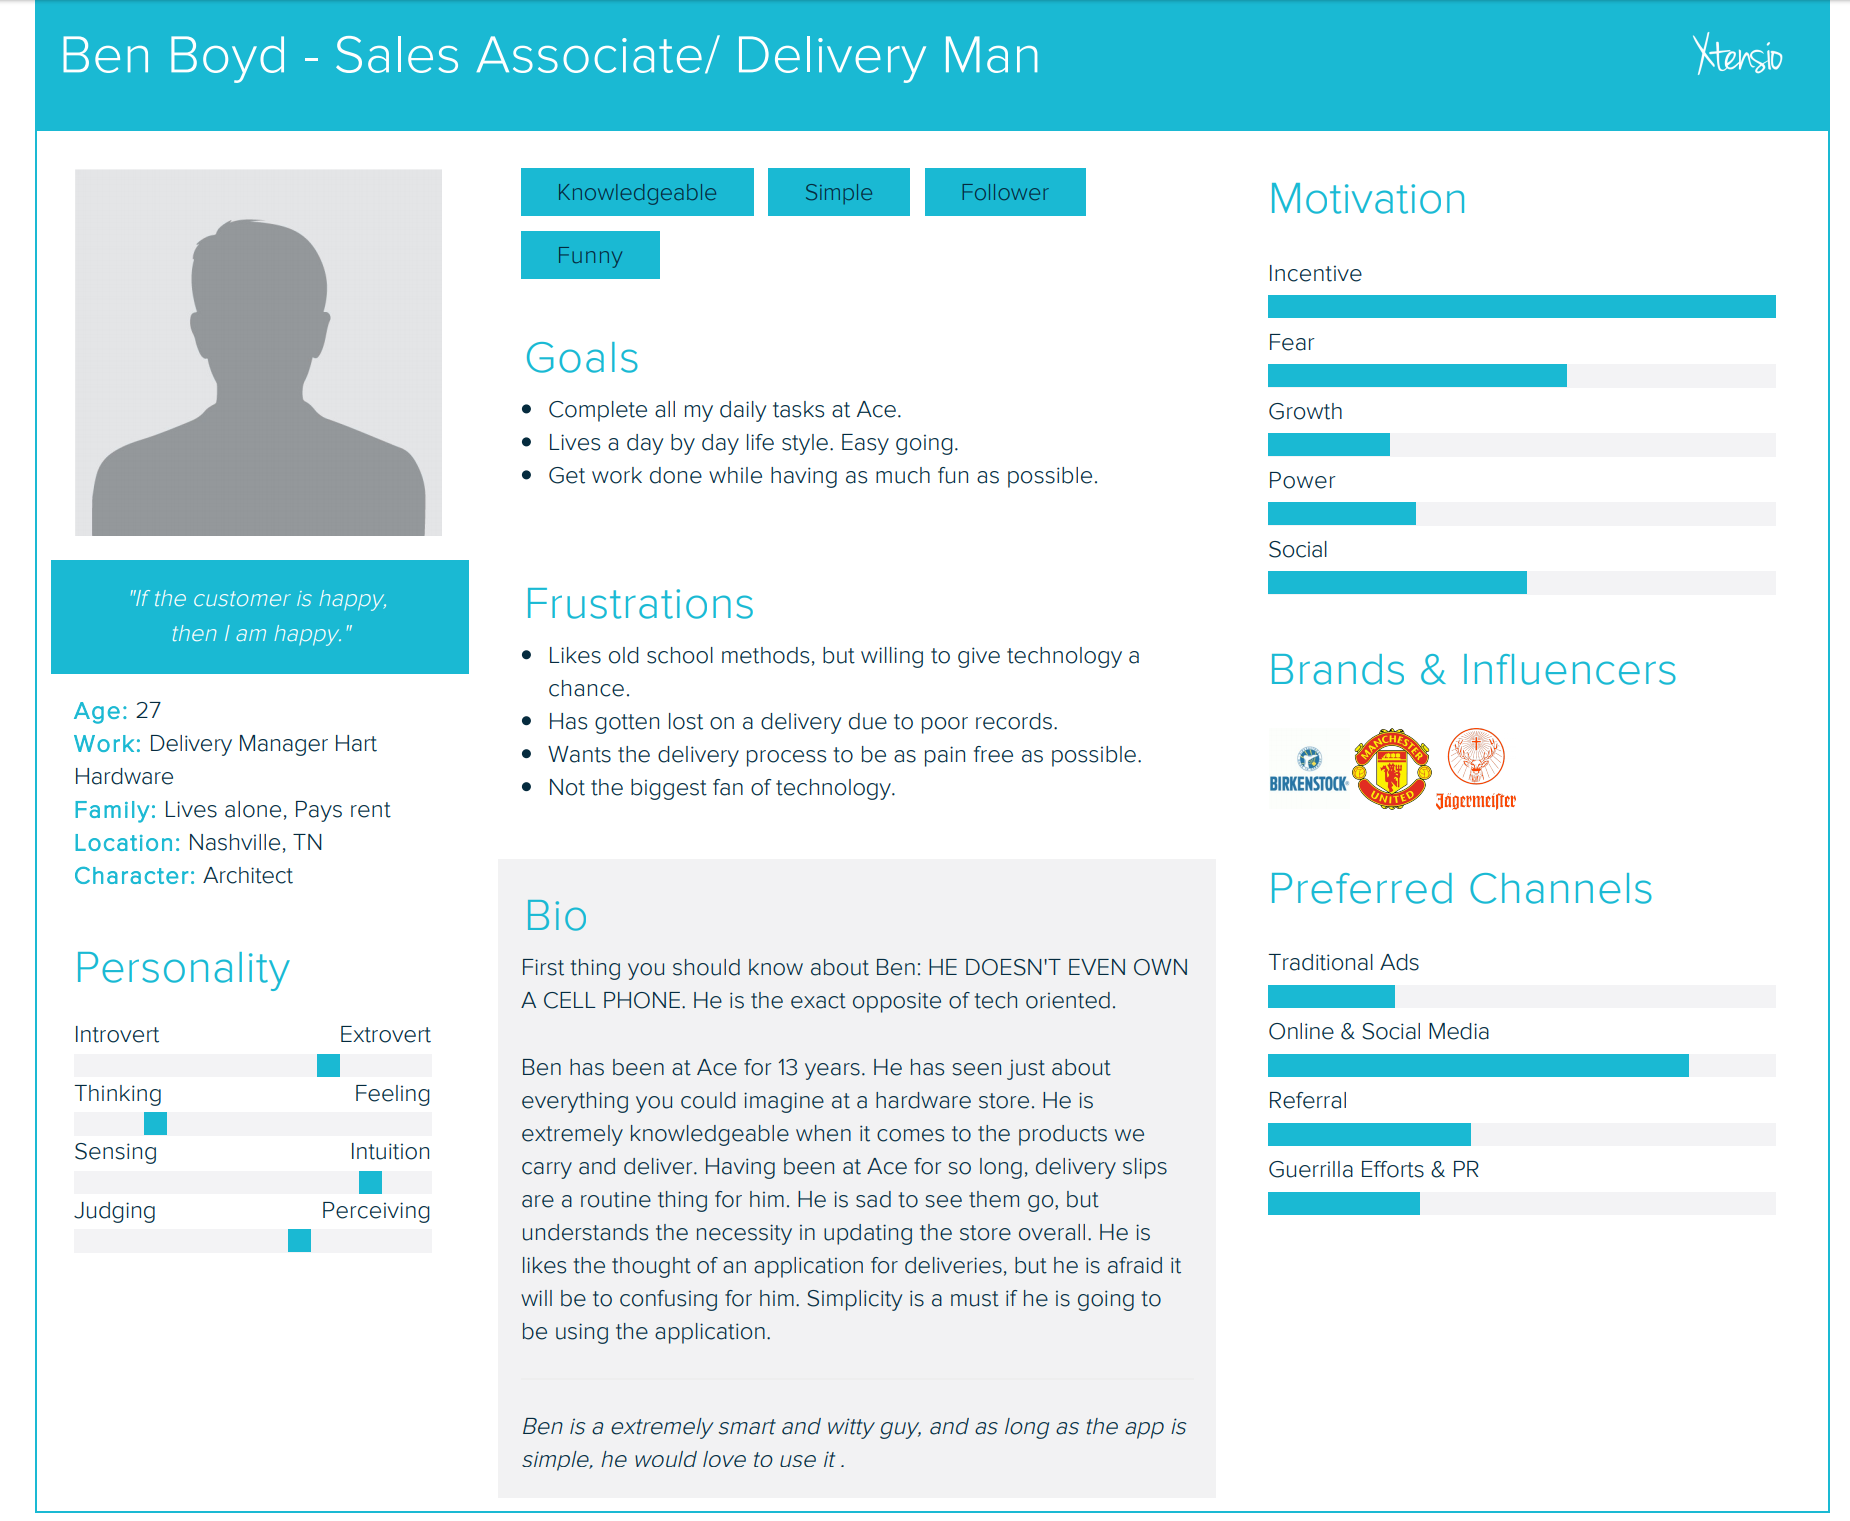 Ben Boyd - Sales Associate/ Delivery Man
Xtensio
"If the customer is happy,
then I am happy."
Age: 27
Work: Delivery Manager Hart
Hardware
Family: Lives alone, Pays rent
Location: Nashville, TN
Character: Architect
Personality
Introvert Extrovert
Thinking Feeling
Sensing Intuition
Judging Perceiving
Knowledgeable Simple Follower
Funny
Goals
Complete all my daily tasks at Ace.
Lives a day by day life style. Easy going.
Get work done while having as much fun as possible.
Frustrations
Likes old school methods, but willing to give technology a
chance.
Has gotten lost on a delivery due to poor records.
Wants the delivery process to be as pain free as possible.
Not the biggest fan of technology.
Bio
First thing you should know about Ben: HE DOESN'T EVEN OWN
A CELL PHONE. He is the exact opposite of tech oriented.
Ben has been at Ace for 13 years. He has seen just about
everything you could imagine at a hardware store. He is
extremely knowledgeable when it comes to the products we
carry and deliver. Having been at Ace for so long, delivery slips
are a routine thing for him. He is sad to see them go, but
understands the necessity in updating the store overall. He is
likes the thought of an application for deliveries, but he is afraid it
will be to confusing for him. Simplicity is a must if he is going to
be using the application.
Ben is a extremely smart and witty guy, and as long as the app is
simple, he would love to use it .
Motivation
Incentive
Fear
Growth
Power
Social
Brands & Influencers
BIRKENSTOCK
MANCHESTER
UNITED
Jägermeister
Preferred Channels
Traditional Ads
Online & Social Media
Referral
Guerrilla Efforts & PR